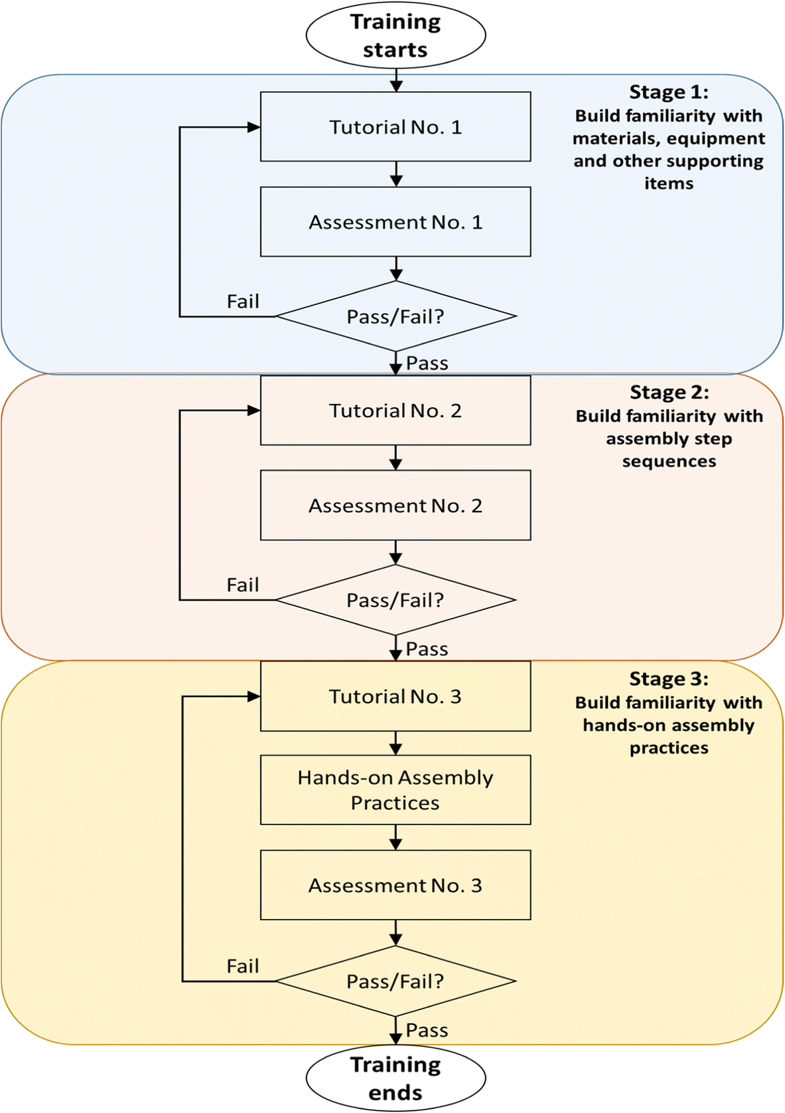 Training
starts
Stage 1:
Build familiarity with
materials, equipment
and other supporting
items
Tutorial No. 1
Assessment No. 1
Fail
Pass/Fail?
Pass
Stage 2:
Build familiarity with
assembly step
sequences
Tutorial No. 2
Assessment No. 2
Fail
Pass/Fail?
Pass
Stage 3:
Build familiarity with
hands-on assembly
practices
Tutorial No. 3
Hands-on Assembly
Practices
Assessment No. 3
Fail
Pass/Fail?
Pass
Training
ends